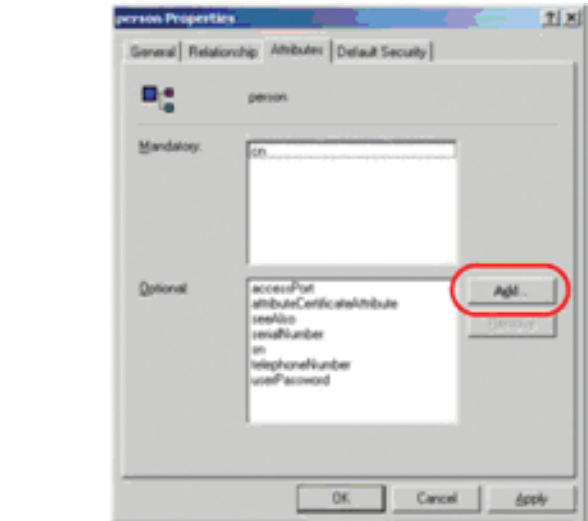 person Properties
General Relationship Attributes Default Security
person
Mandatory:
cn
Optional:
accessPort
attributeCertificateAttribute
seeAlso
serialNumber
sn
telephoneNumber
userPassword
Add...
Remove
OK Cancel Apply